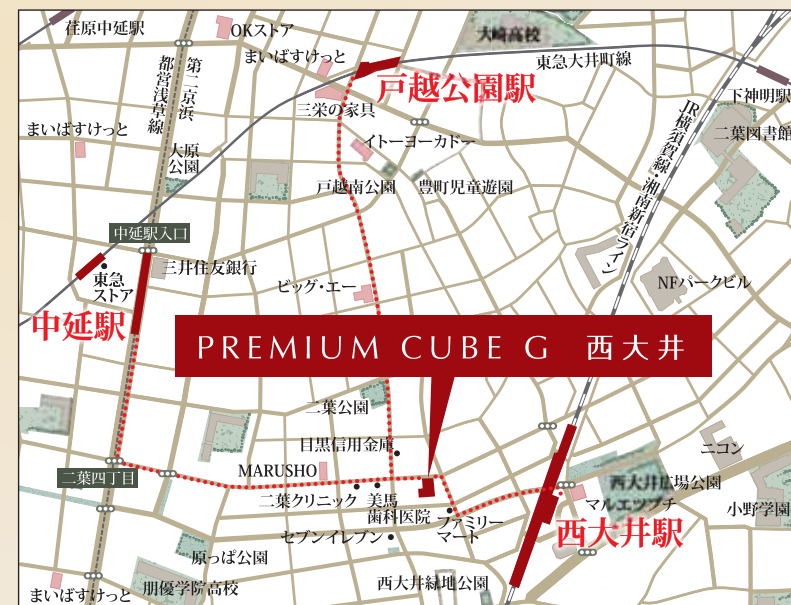 荏原中延駅
OKストア
まいばすけっと
大崎高校
東急大井町線
戸越公園駅
下神明駅
第二京浜
都営浅草線
三栄の家具
JR横須賀線・湘南新宿ライン
二葉図書館
まいばすけっと
イトーヨーカドー
大原
公園
戸越南公園
豊町児童遊園
中延駅入口
三井住友銀行
東急
ストア
ビッグ・エー
NFパークビル
中延駅
PREMIUM CUBE G 西大井
二葉公園
目黒信用金庫
ニコン
MARUSHO
二葉四丁目
西大井広場公園
二葉クリニック
美馬
歯科医院
マルエツプチ
小野学園
ファミリー
マート
セブンイレブン
西大井駅
原っぱ公園
朋優学院高校
西大井緑地公園
まいばすけっと